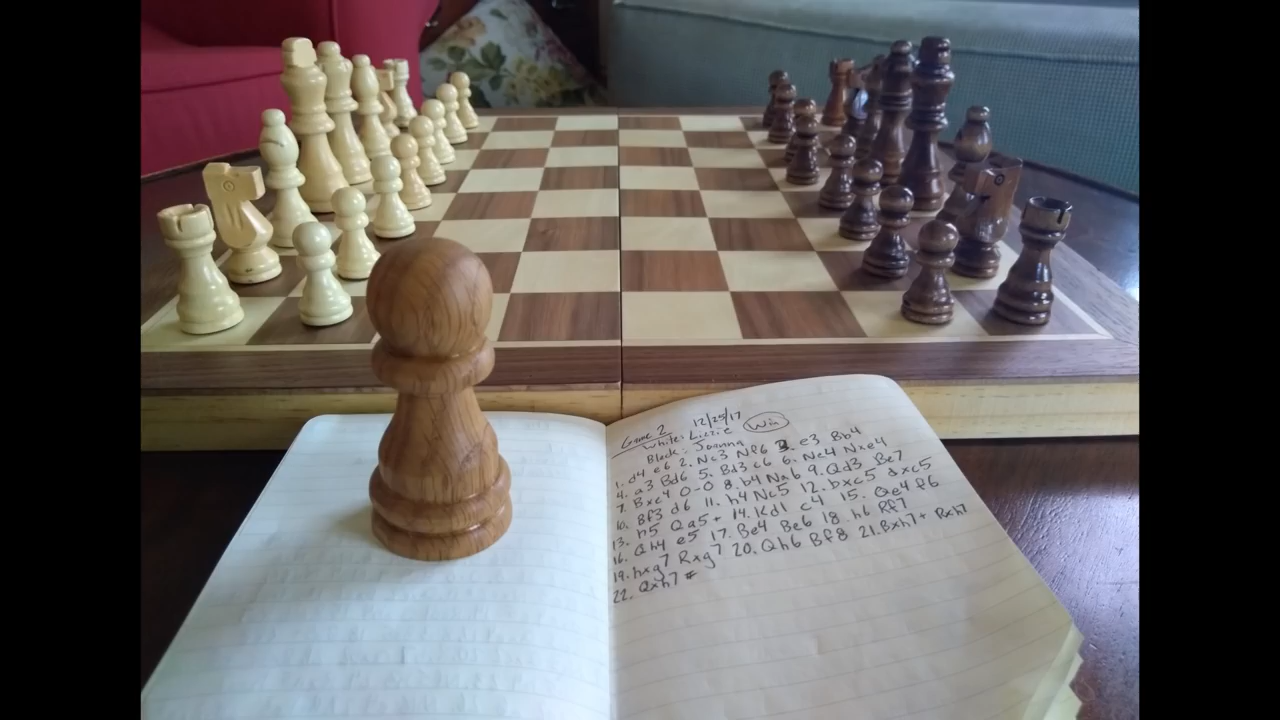 Game 2 12/25/17
White: Lizzie Win
Black: Joanna
1. d4 e6 2. Nc3 Nf6 3. e3 Bb4
4. a3 Bd6 5. Bd3 c6 6. Ne4 Nxe4
7. Bxe4 0-0 8. b4 Na6 9. Qd3 Be7
10. Bf3 d6 11. h4 Nc5 12. bxc5 dxc5
13. h5 Qa5+ 14. Kd1 c4 15. Qe4 f6
16. Qh4 e5 17. Be4 Be6 18. h6 Rf7
19. hxg7 Rxg7 20. Qh6 Bf8 21. Bxh7+ Rxh7
22. Qxh7#